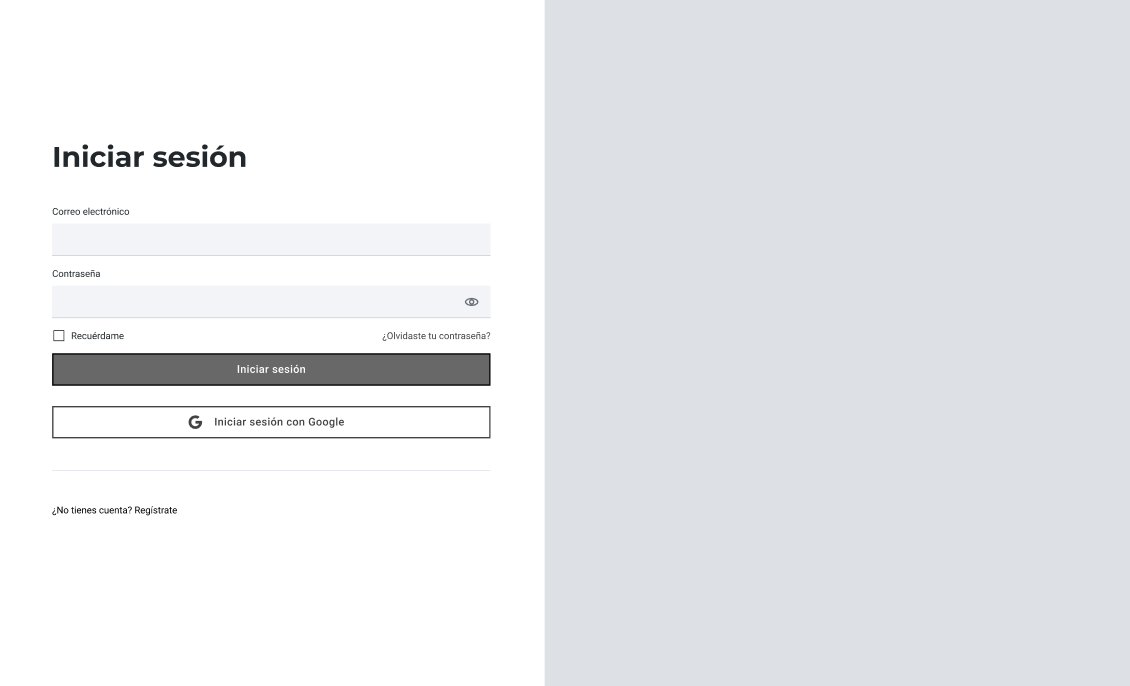 Iniciar sesión
Correo electrónico
Contraseña
Recuérdame
¿Olvidaste tu contraseña?
Iniciar sesión
Iniciar sesión con Google
¿No tienes cuenta? Regístrate